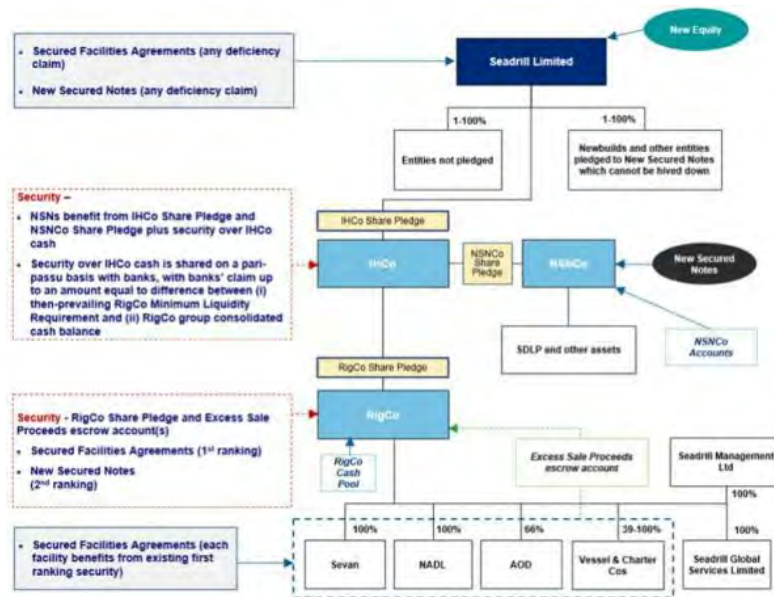 Secured Facilities Agreements (any deficiency
claim)
New Secured Notes (any deficiency claim)
New Equity
Seadrill Limited
1-100%
1-100%
Entities not pledged
Newbuilds and other entities
pledged to New Secured Notes
which cannot be hived down
Security –
NSNs benefit from IHCo Share Pledge and
NSNCo Share Pledge plus security over IHCo
cash
Security over IHCo cash is shared on a pari-
passu basis with banks, with banks' claim up
to an amount equal to difference between (i)
then-prevailing RigCo Minimum Liquidity
Requirement and (ii) RigCo group consolidated
cash balance
IHCo Share Pledge
IHCo
NSNCo
Share
Pledge
NSNCo
New Secured
Notes
SDLP and other assets
NSNCo
Accounts
RigCo Share Pledge
RigCo
Security - RigCo Share Pledge and Excess Sale
Proceeds escrow account(s)
Secured Facilities Agreements (1st ranking)
New Secured Notes
(2nd ranking)
RigCo
Cash
Pool
Excess Sale Proceeds
escrow account
Seadrill Management
Ltd
100%
Secured Facilities Agreements (each
facility benefits from existing first
ranking security)
100%
100%
66%
39-100%
100%
Sevan
NADL
AOD
Vessel & Charter
Cos
Seadrill Global
Services Limited